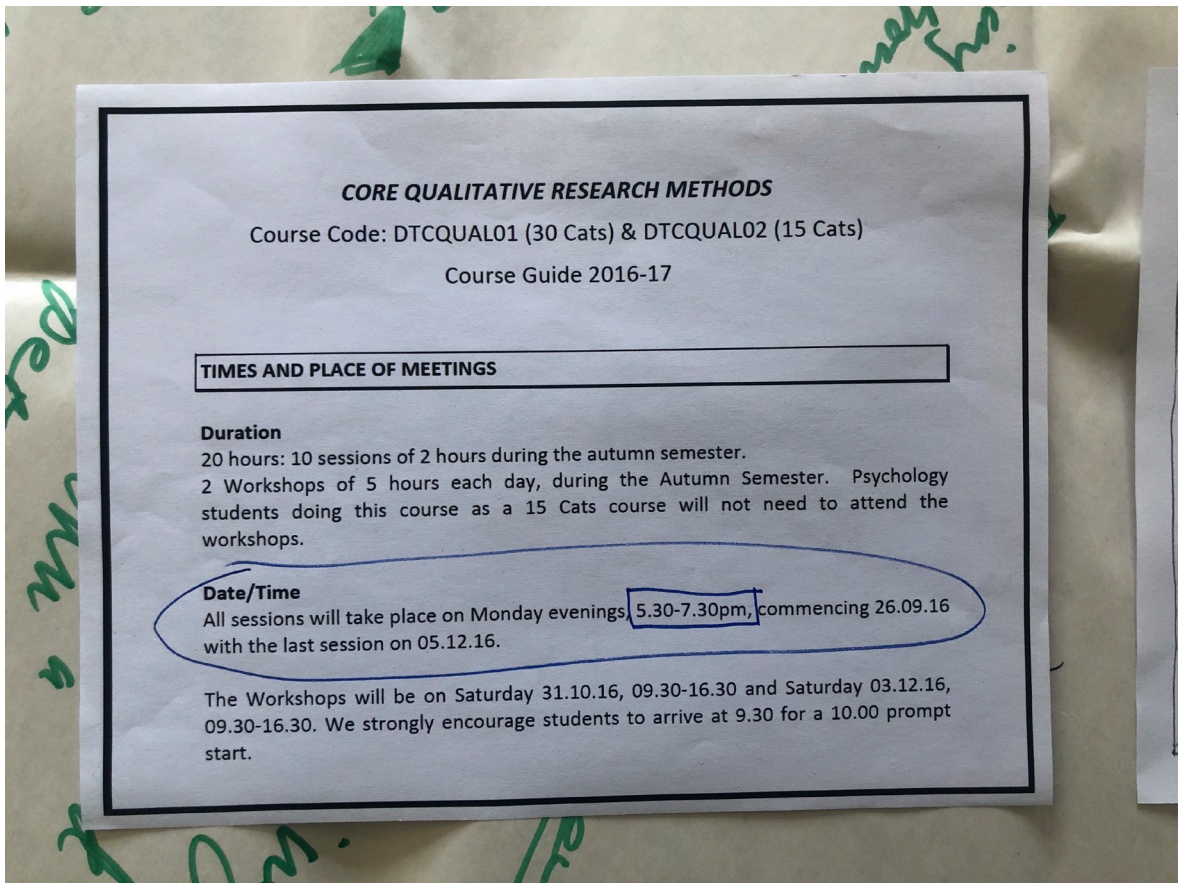 CORE QUALITATIVE RESEARCH METHODS
Course Code: DTCQUAL01 (30 Cats) & DTCQUAL02 (15 Cats)
Course Guide 2016-17
TIMES AND PLACE OF MEETINGS
Duration
20 hours: 10 sessions of 2 hours during the autumn semester.
2 Workshops of 5 hours each day, during the Autumn Semester. Psychology
students doing this course as a 15 Cats course will not need to attend the
workshops.
Date/Time
All sessions will take place on Monday evenings, 5.30-7.30pm, commencing 26.09.16
with the last session on 05.12.16.
The Workshops will be on Saturday 31.10.16, 09.30-16.30 and Saturday 03.12.16,
09.30-16.30. We strongly encourage students to arrive at 9.30 for a 10.00 prompt
start.